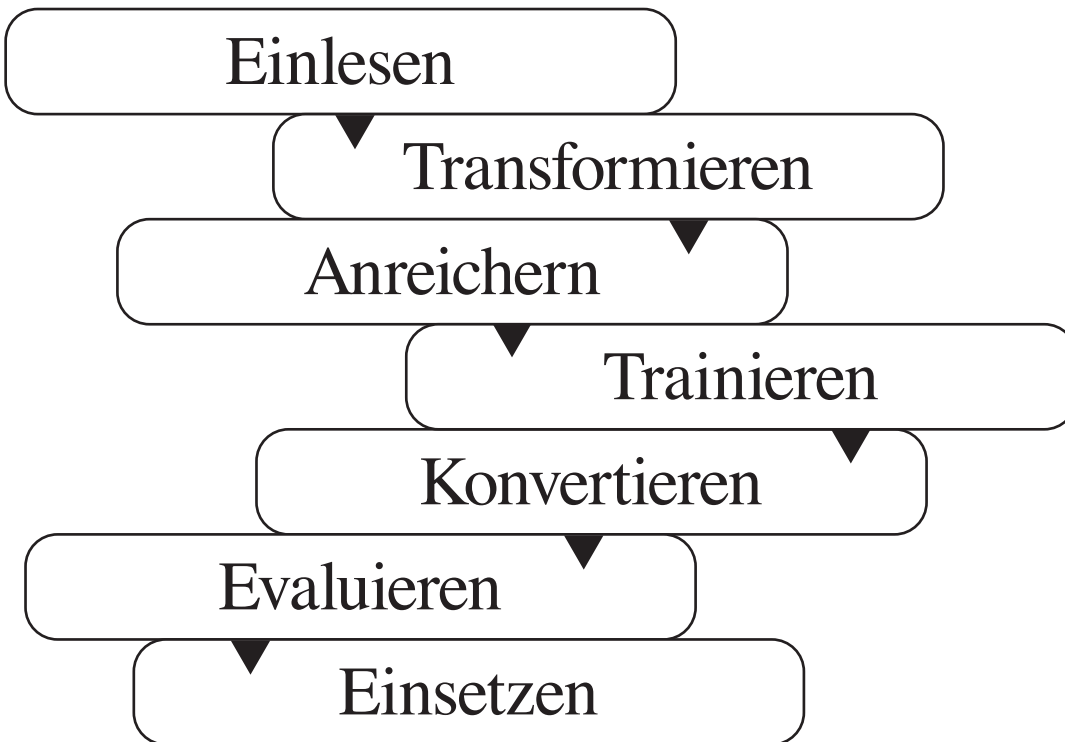 Einlesen
Transformieren
Anreichern
Trainieren
Konvertieren
Evaluieren
Einsetzen